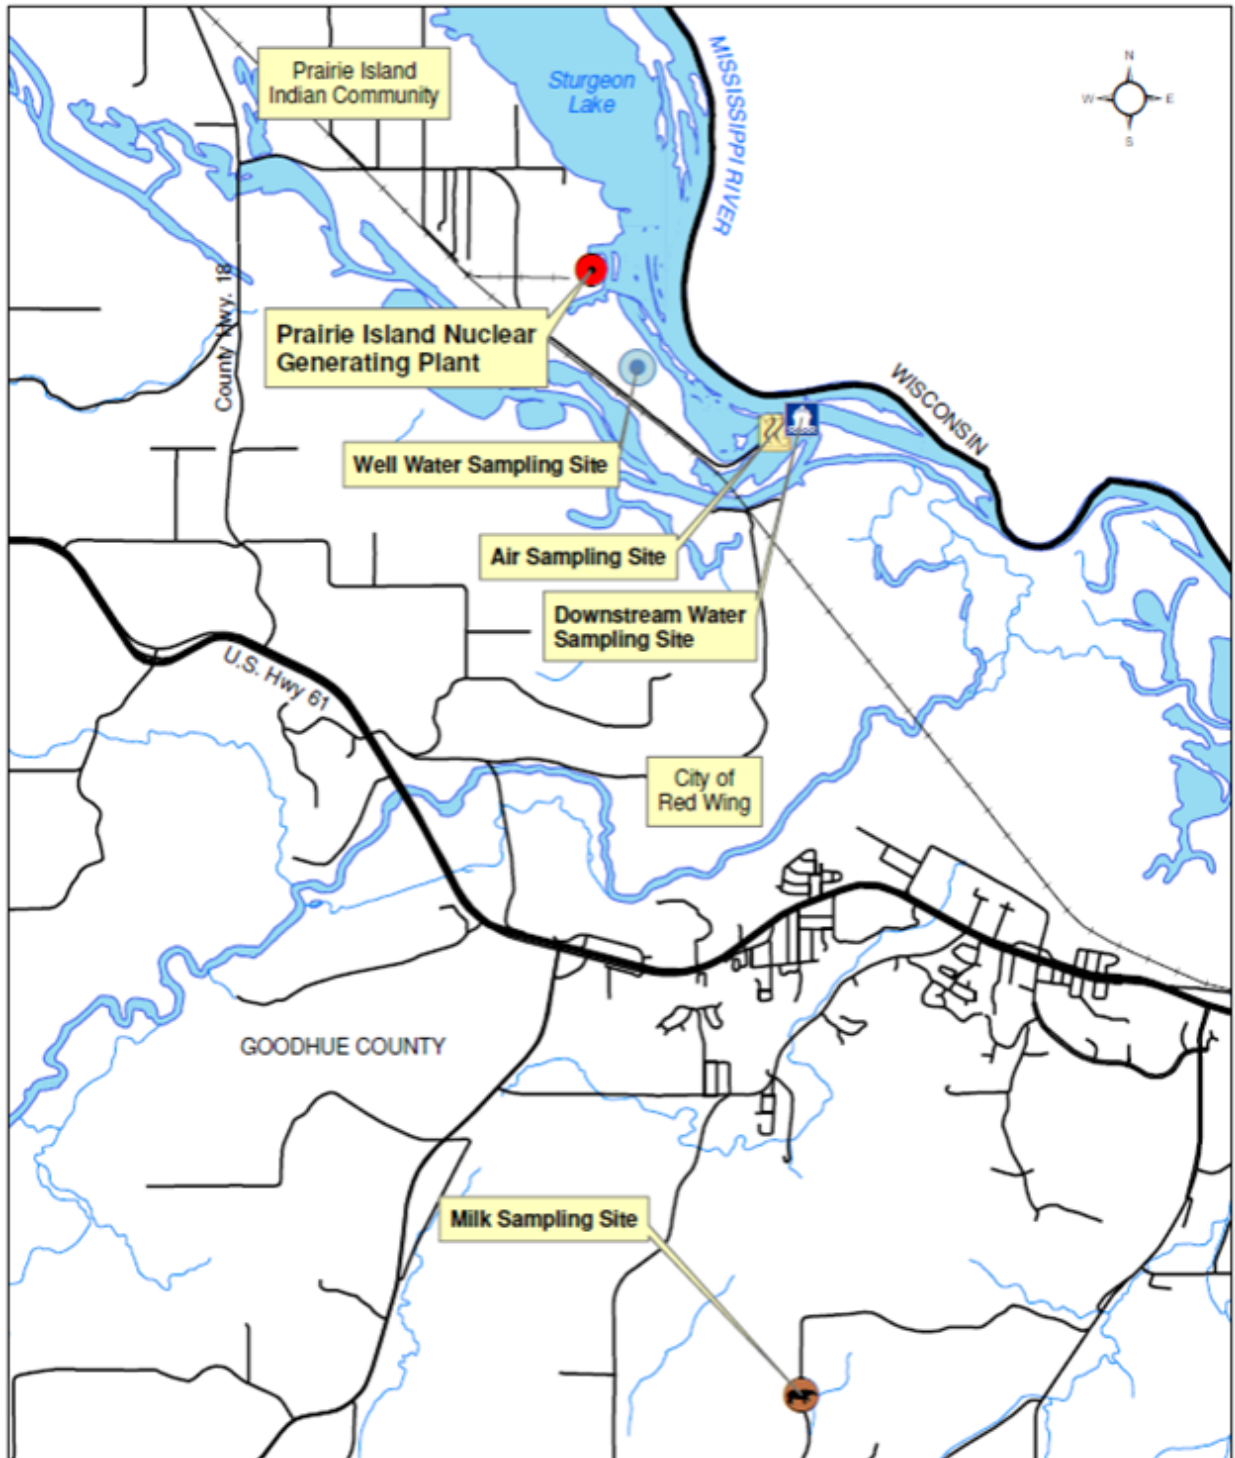 Prairie Island
Indian Community
Sturgeon
Lake
MISSISSIPPI RIVER
N
W
E
S
County Hwy. 18
Prairie Island Nuclear
Generating Plant
WISCONSIN
Well Water Sampling Site
Air Sampling Site
Downstream Water
Sampling Site
U.S. Hwy 61
City of
Red Wing
GOODHUE COUNTY
Milk Sampling Site